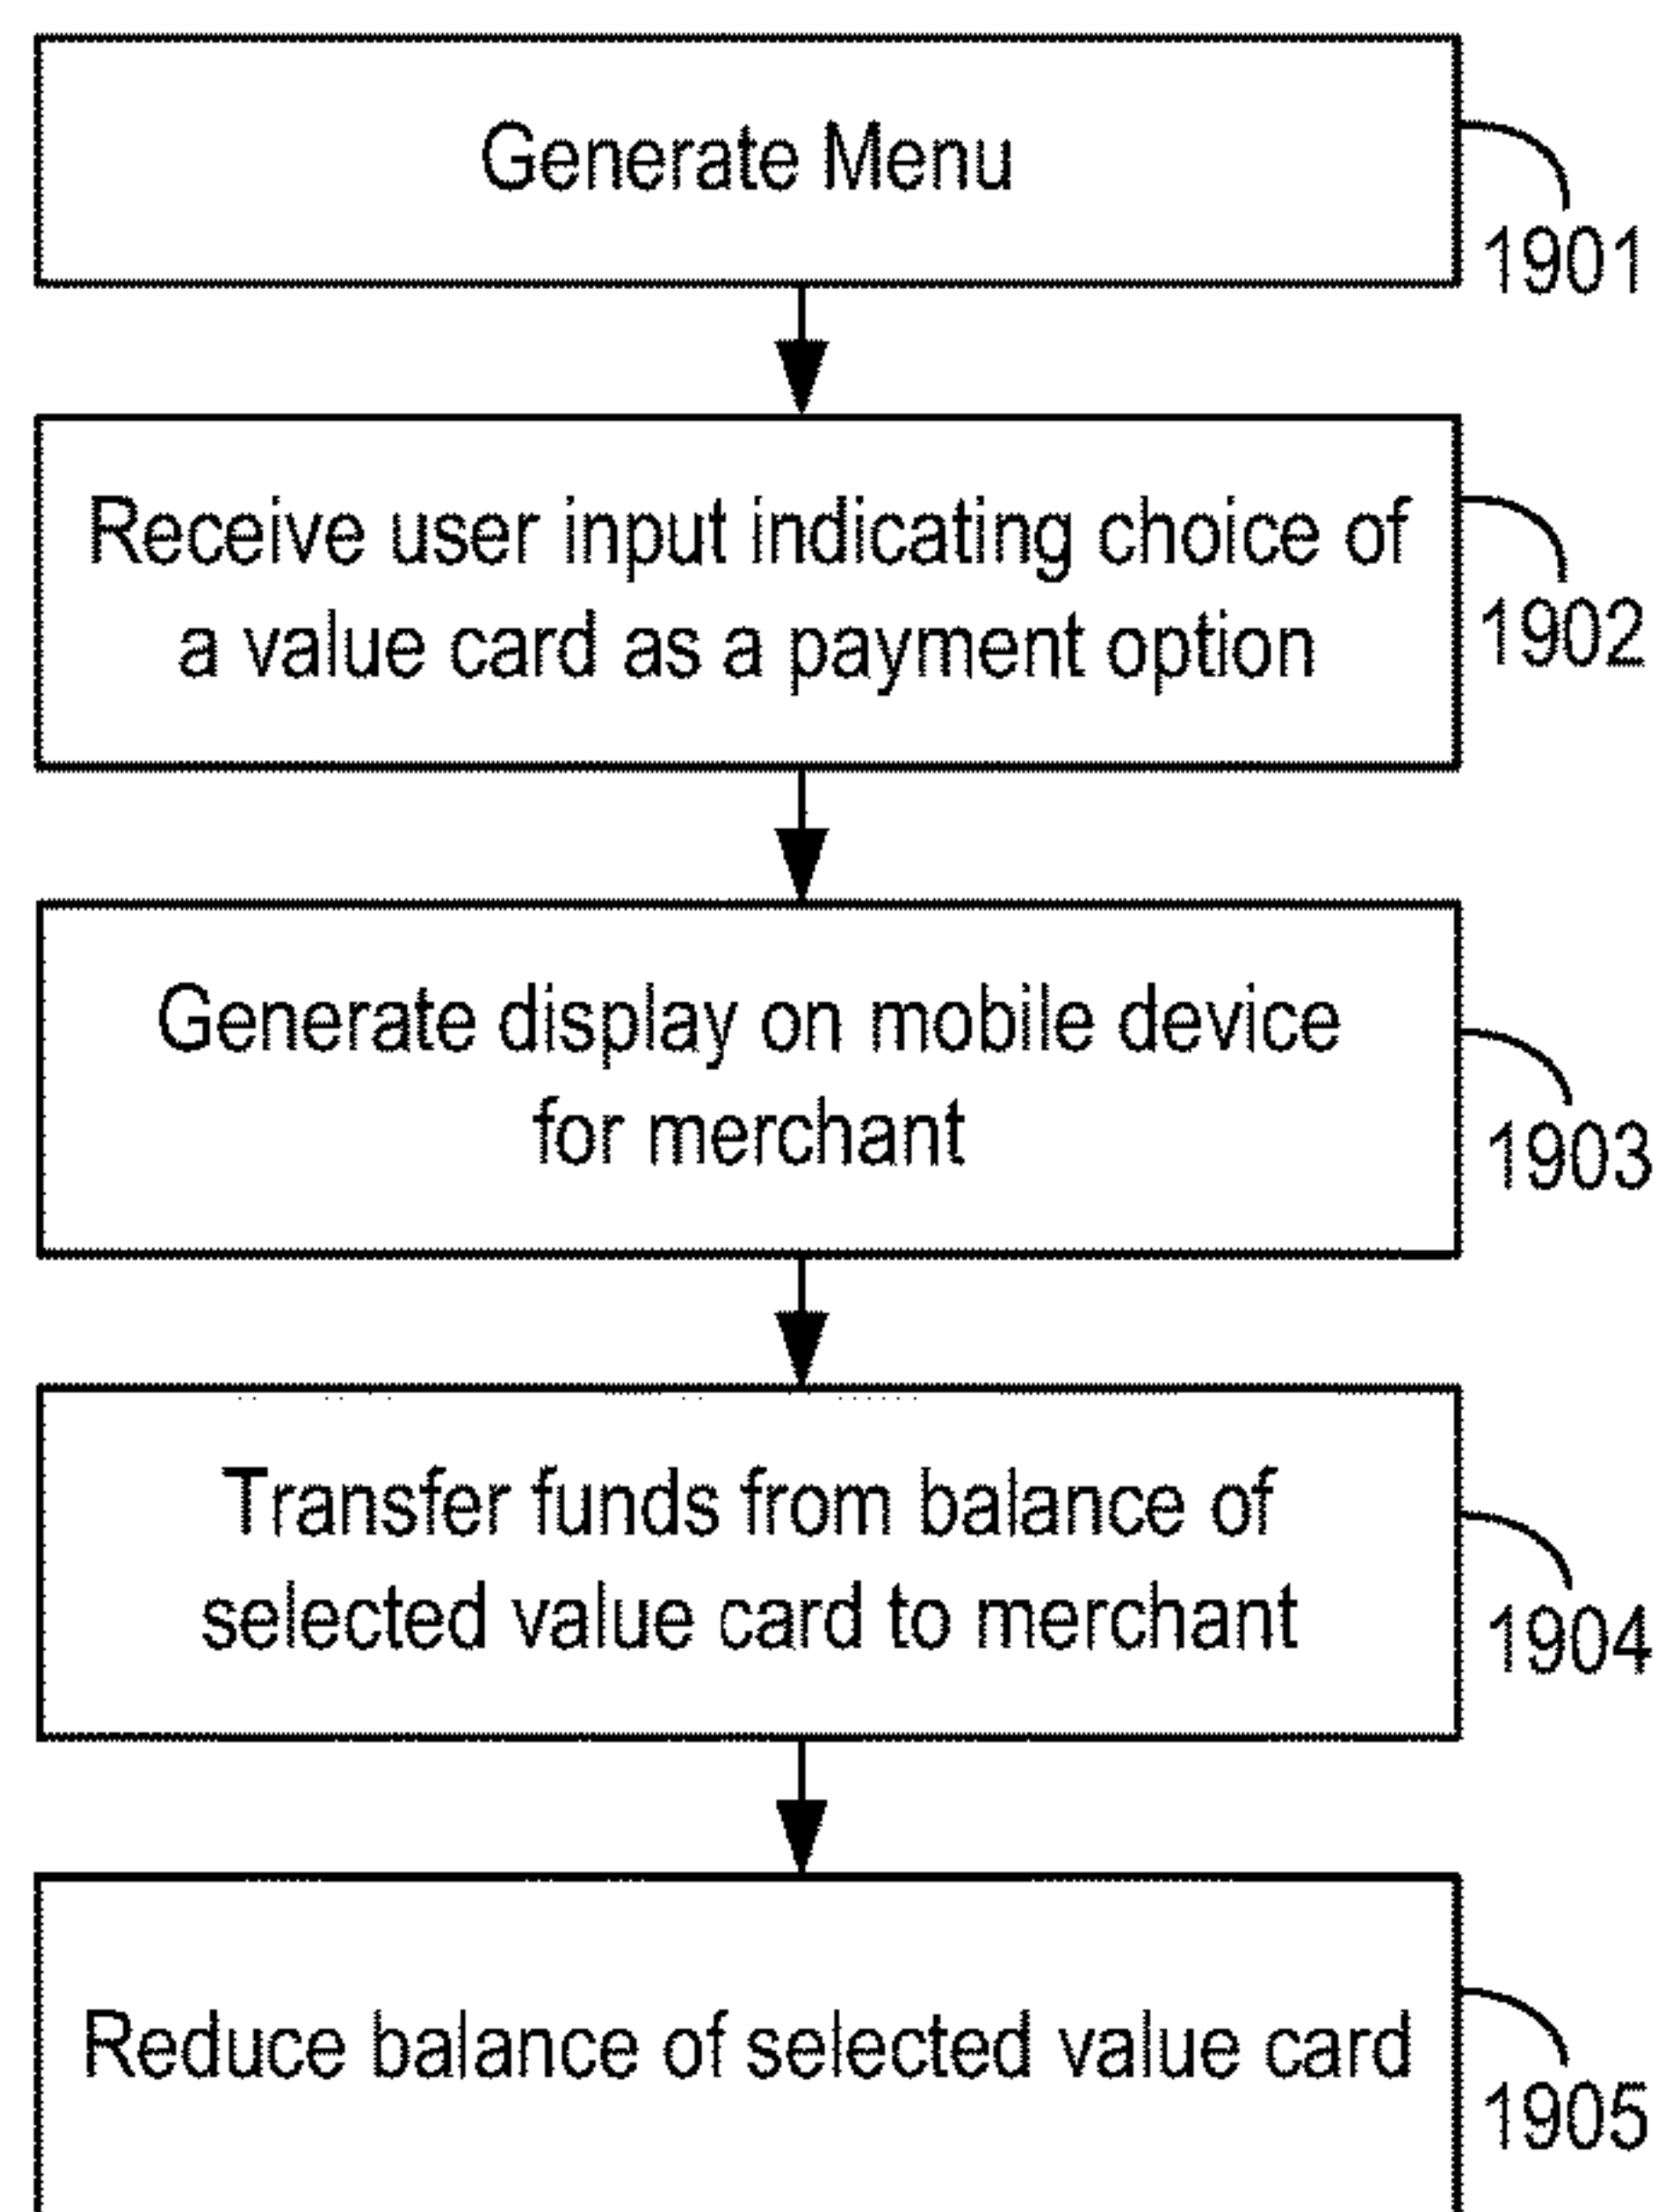 Generate Menu
1901
Receive user input indicating choice of
a value card as a payment option
1902
Generate display on mobile device
for merchant
1903
Transfer funds from balance of
selected value card to merchant
1904
Reduce balance of selected value card
1905